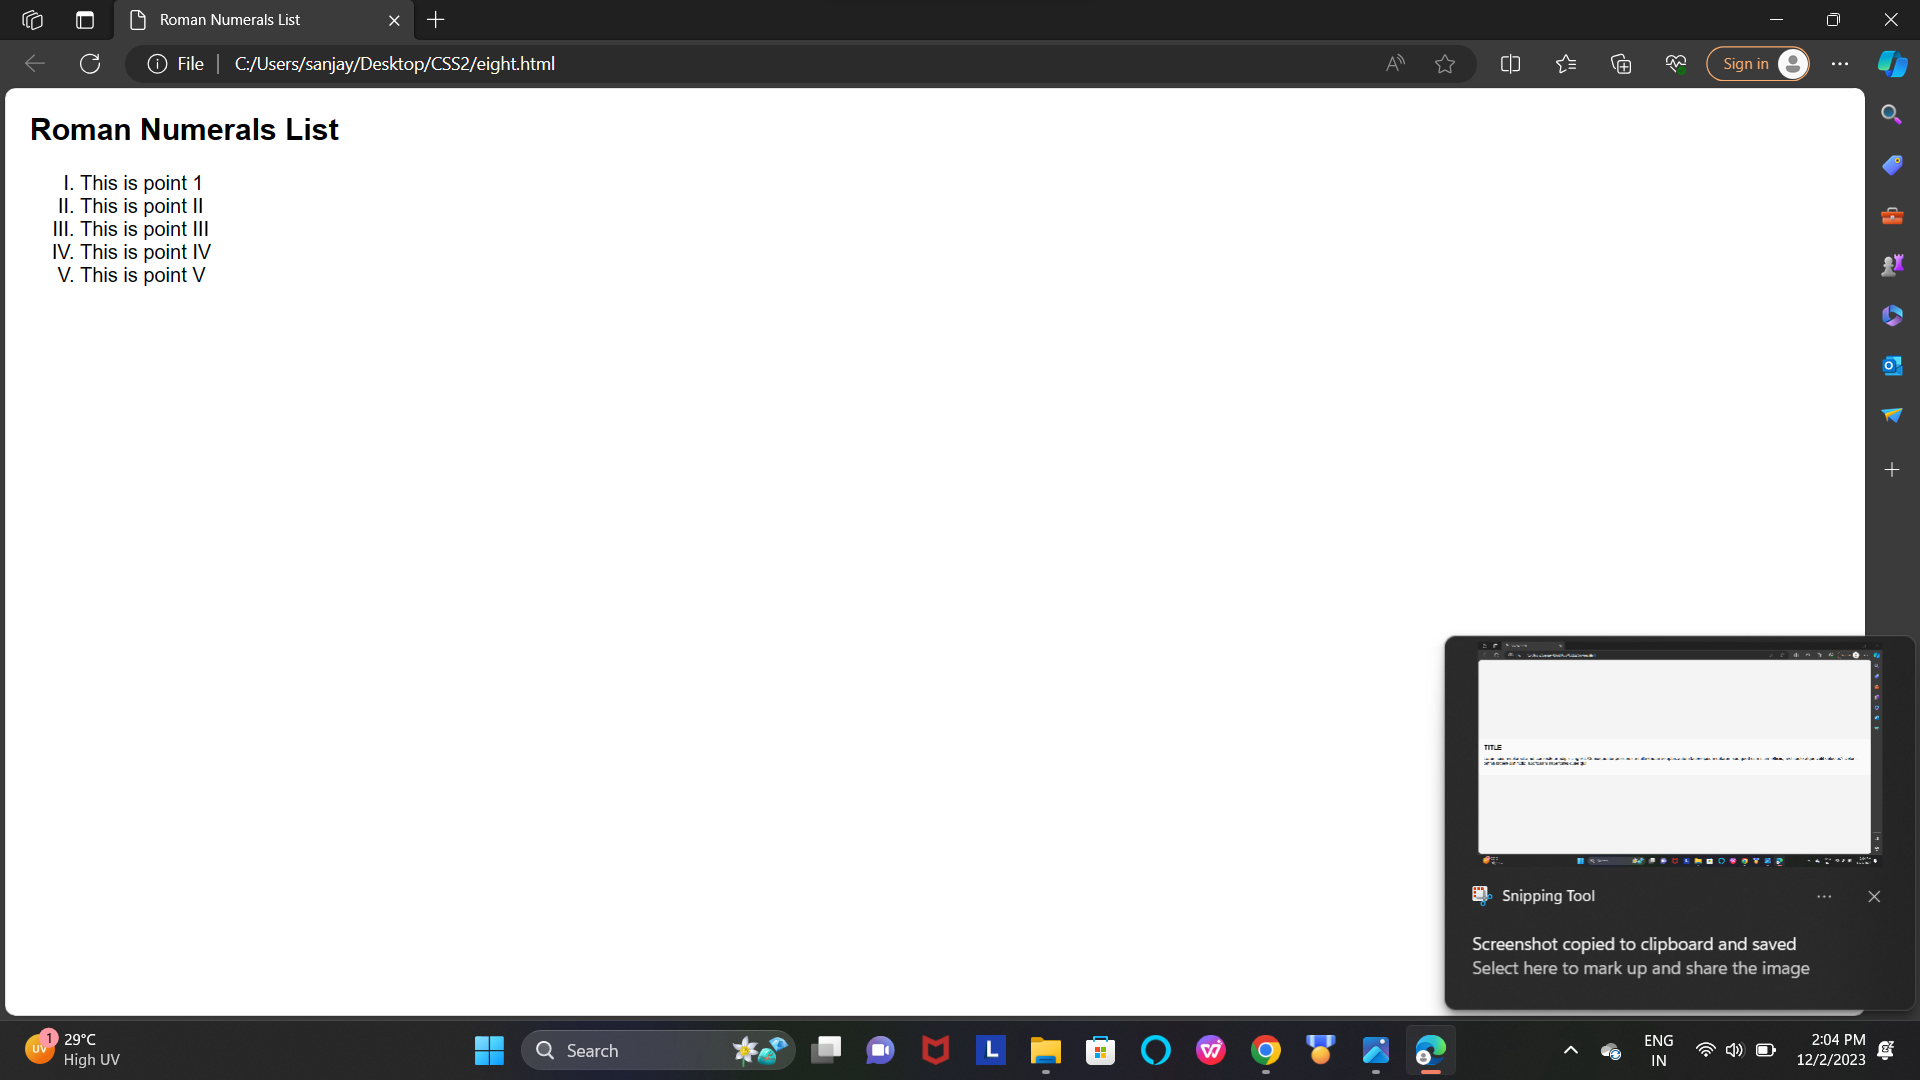 Roman Numerals List
File
C:/Users/sanjay/Desktop/CSS2/eight.html
Sign in
Roman Numerals List
I. This is point 1
II. This is point II
III. This is point III
IV. This is point IV
V. This is point V
TITLE
Snipping Tool
Screenshot copied to clipboard and saved
Select here to mark up and share the image
1
UV
29°C
High UV
Search
L
ENG
IN
2:04 PM
12/2/2023